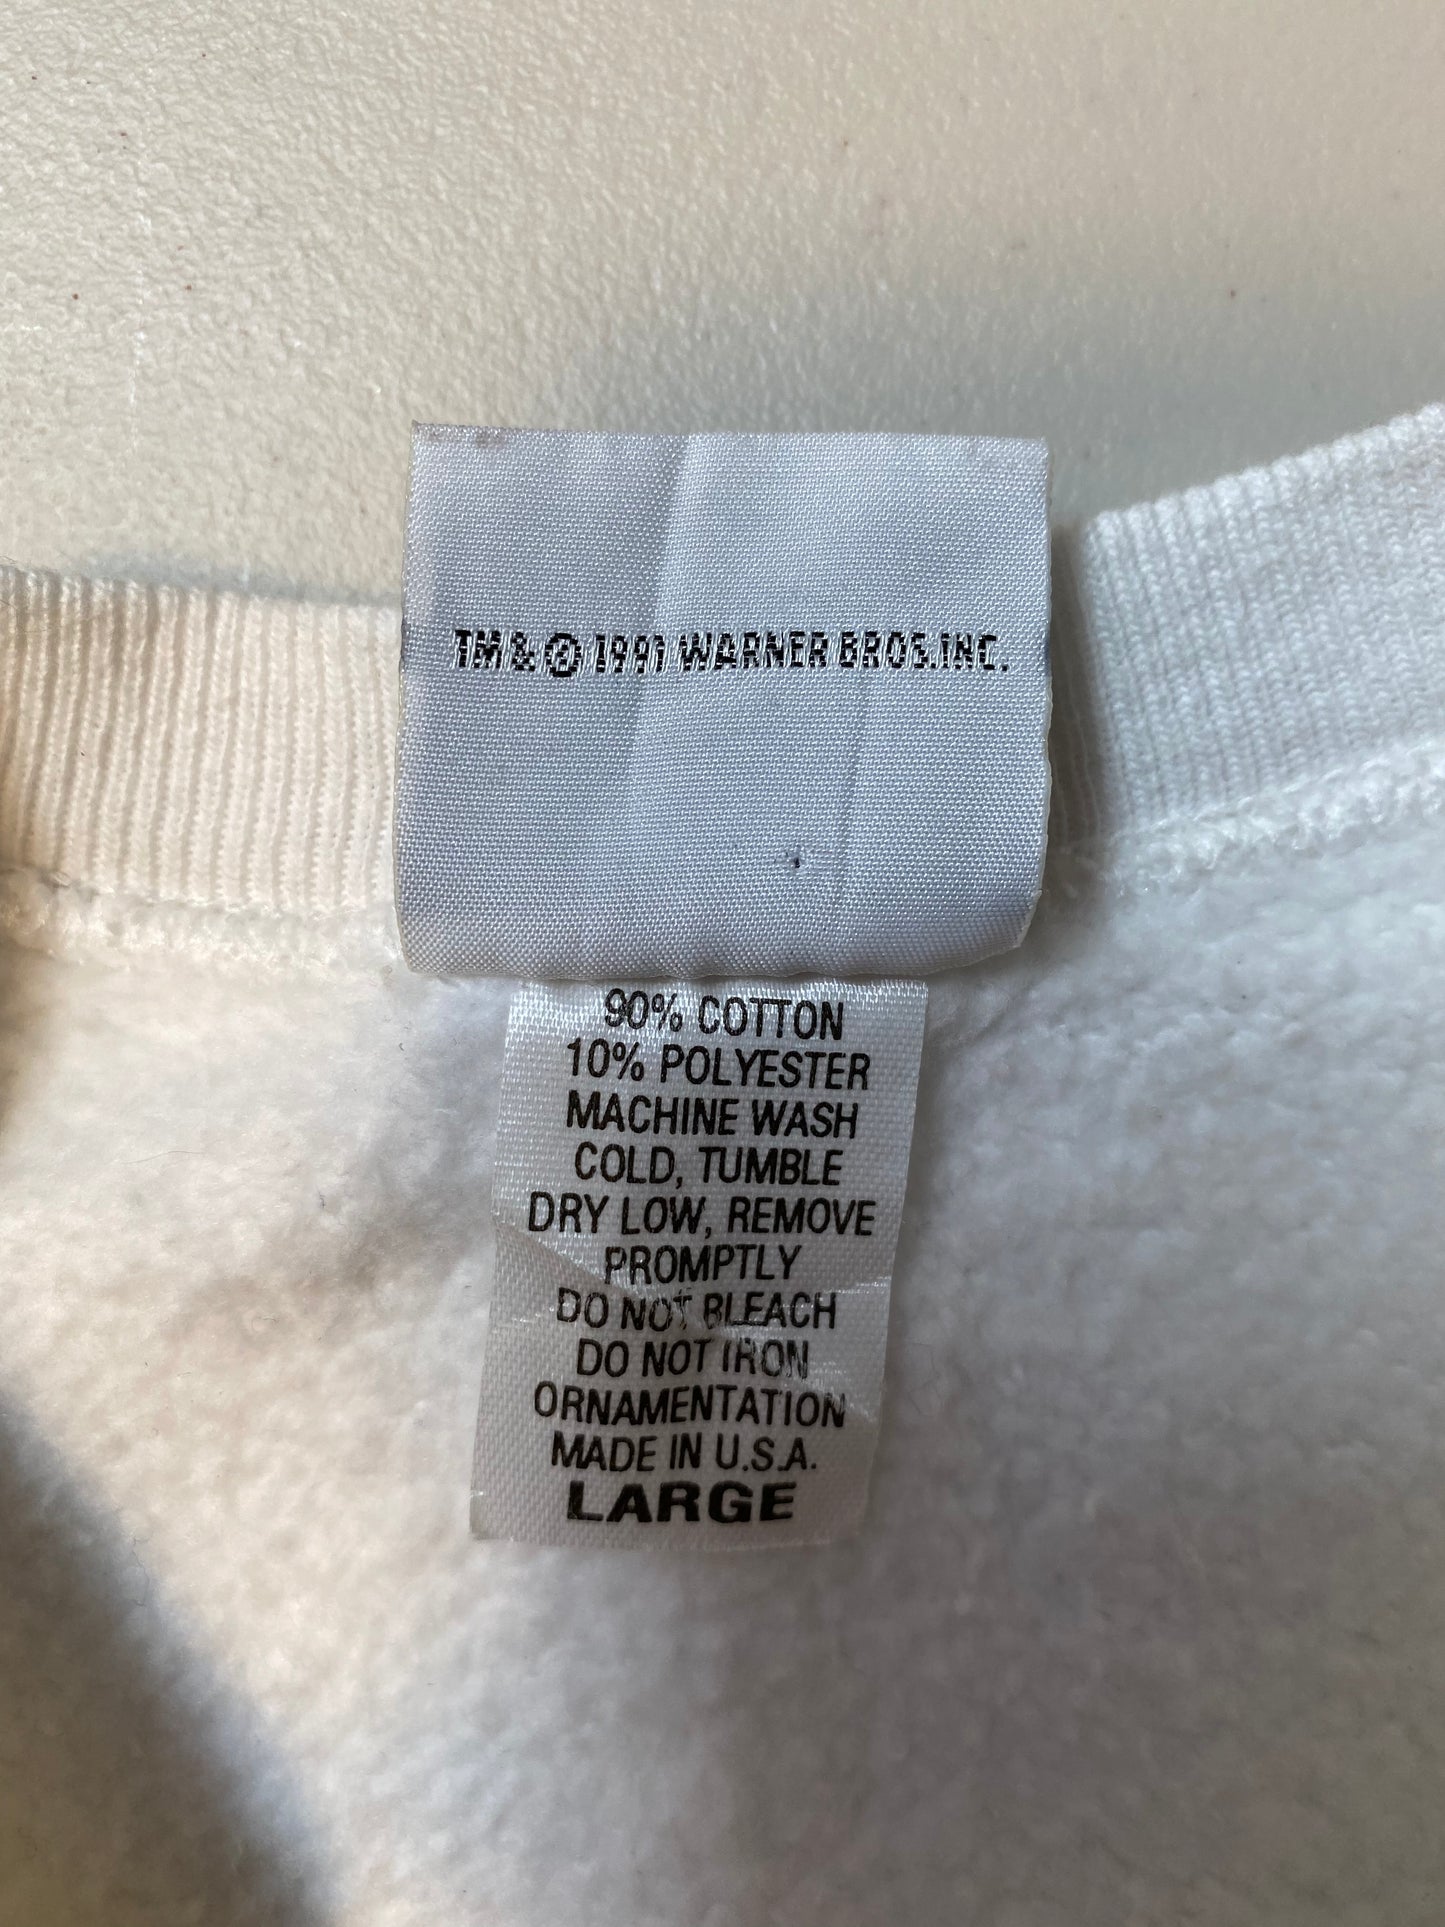 TM & © 1991 WARNER BROS. INC.
90% COTTON
10% POLYESTER
MACHINE WASH
COLD, TUMBLE
DRY LOW, REMOVE
PROMPTLY
DO NOT BLEACH
DO NOT IRON
ORNAMENTATION
MADE IN U.S.A.
LARGE